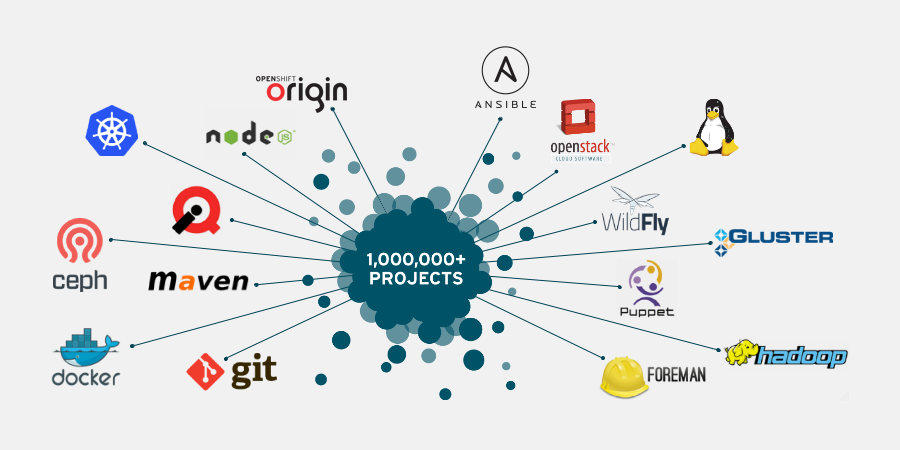 OPENSHIFT
origin
node
JS
ANSIBLE
openstack
CLOUD SOFTWARE
WildFly
GLUSTER
ceph
maven
1,000,000+
PROJECTS
Puppet
docker
git
FOREMAN
hadoop